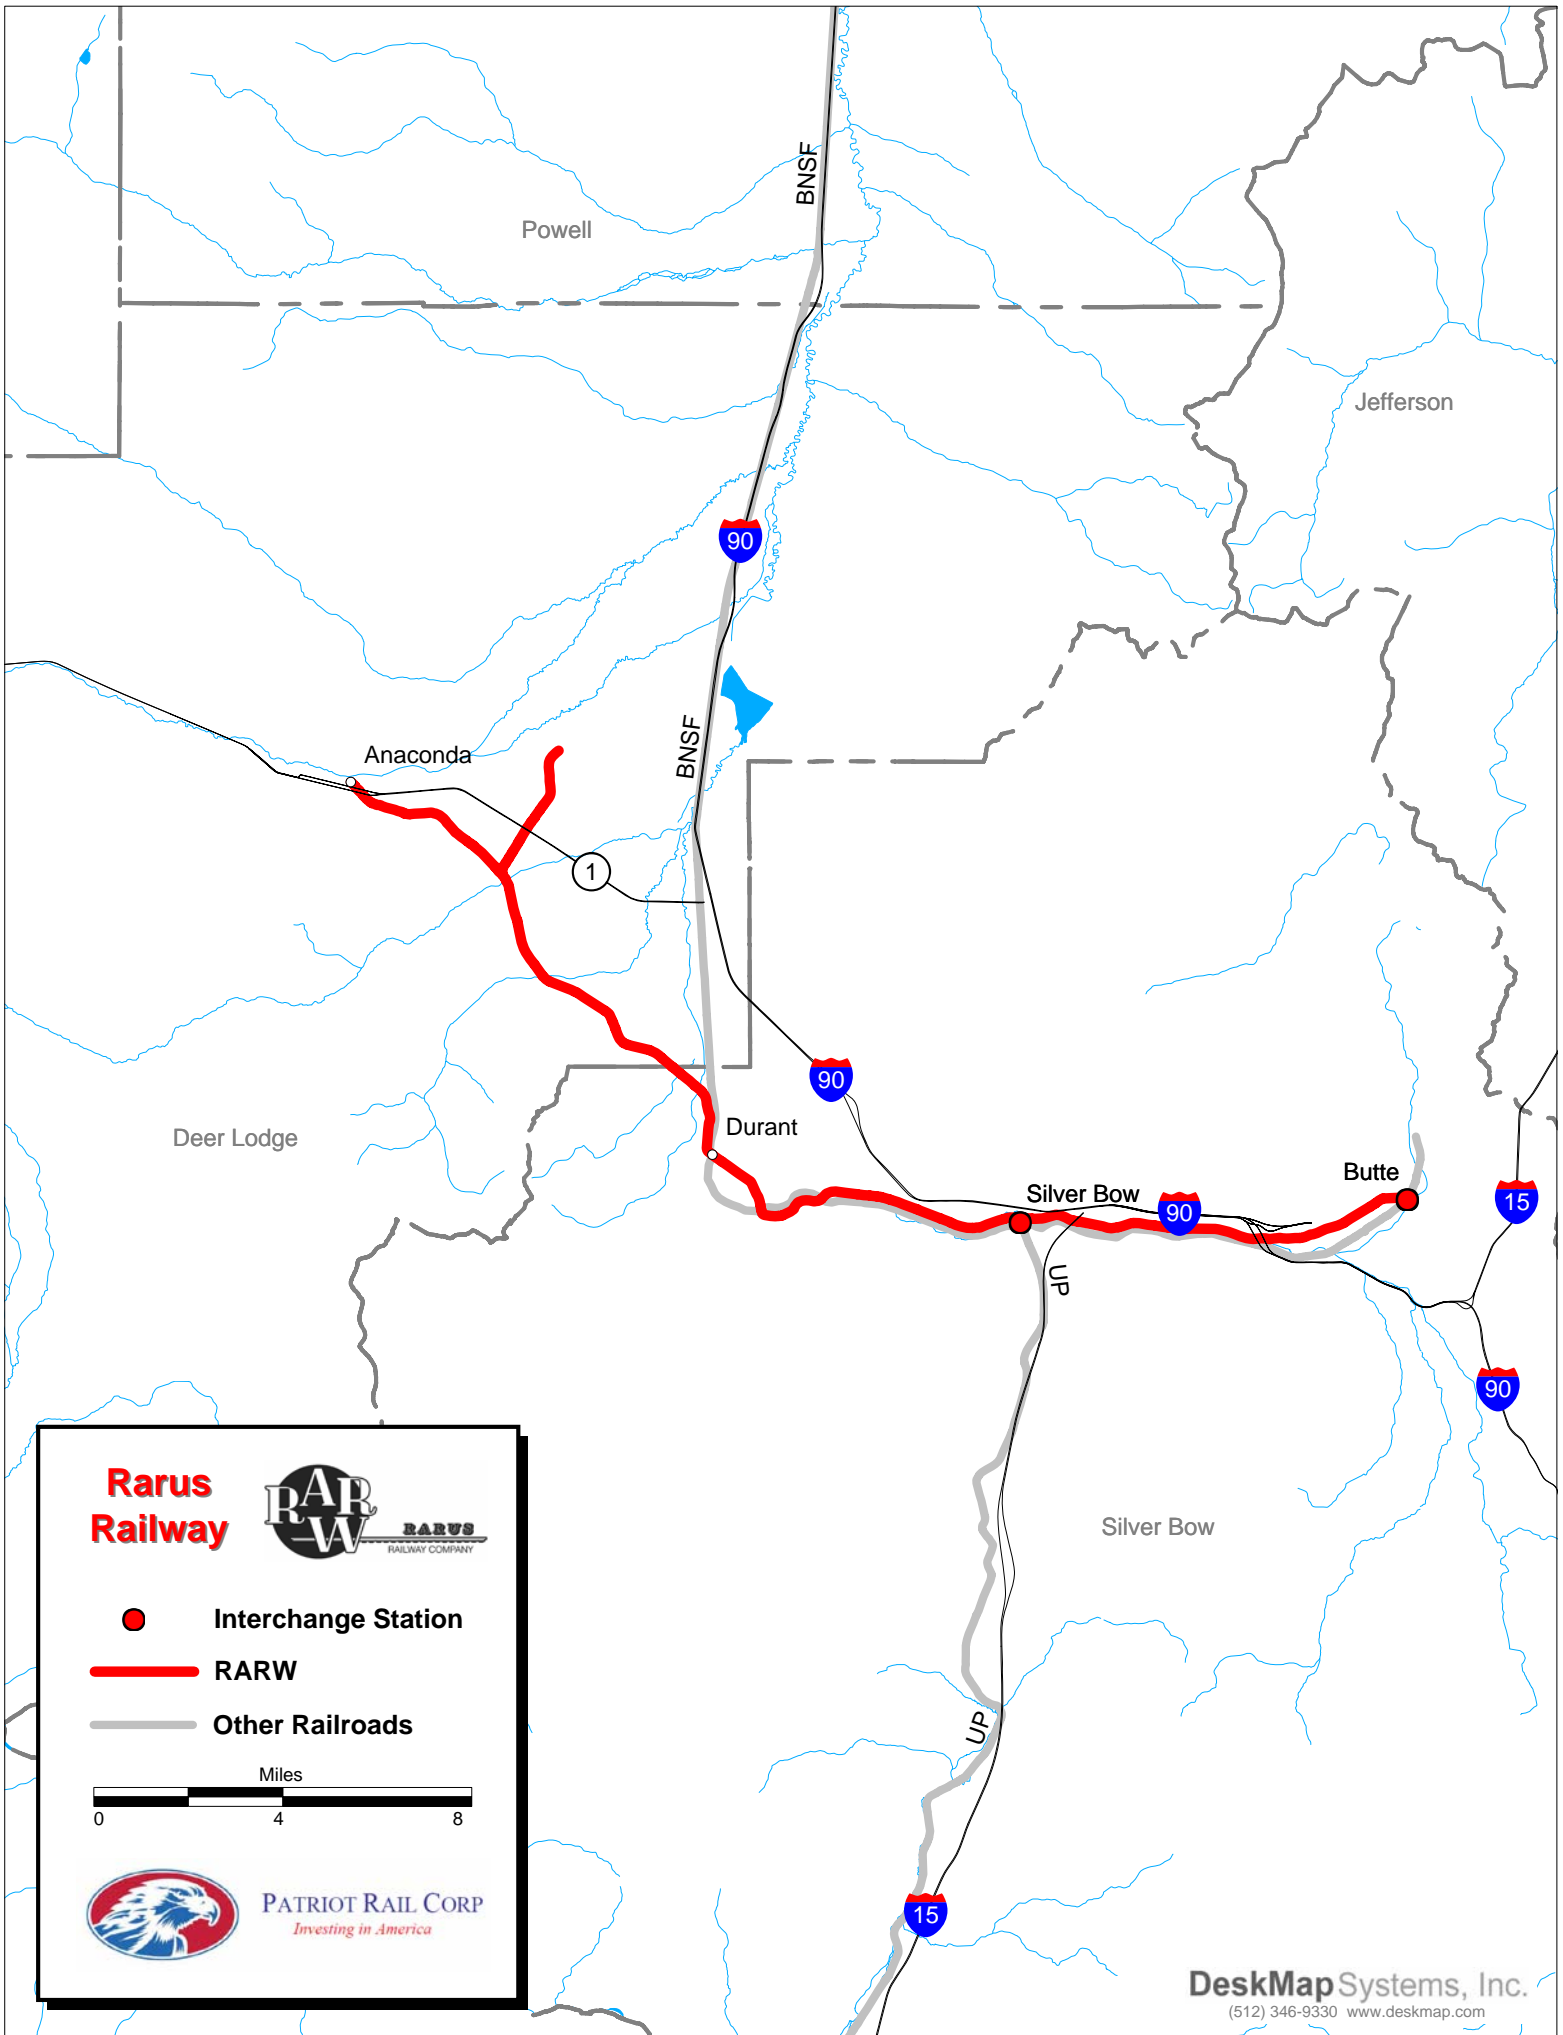 BNSF
Powell
Jefferson
90
BNSF
Anaconda
1
90
Durant
Deer Lodge
Butte
Silver Bow
90
15
UP
90
Rarus
Railway
RARW
RARUS
RAILWAY COMPANY
Silver Bow
Interchange Station
RARW
Other Railroads
UP
Miles
0 4 8
PATRIOT RAIL CORP
Investing in America
15
DeskMap Systems, Inc.
(512) 346-9330 www.deskmap.com